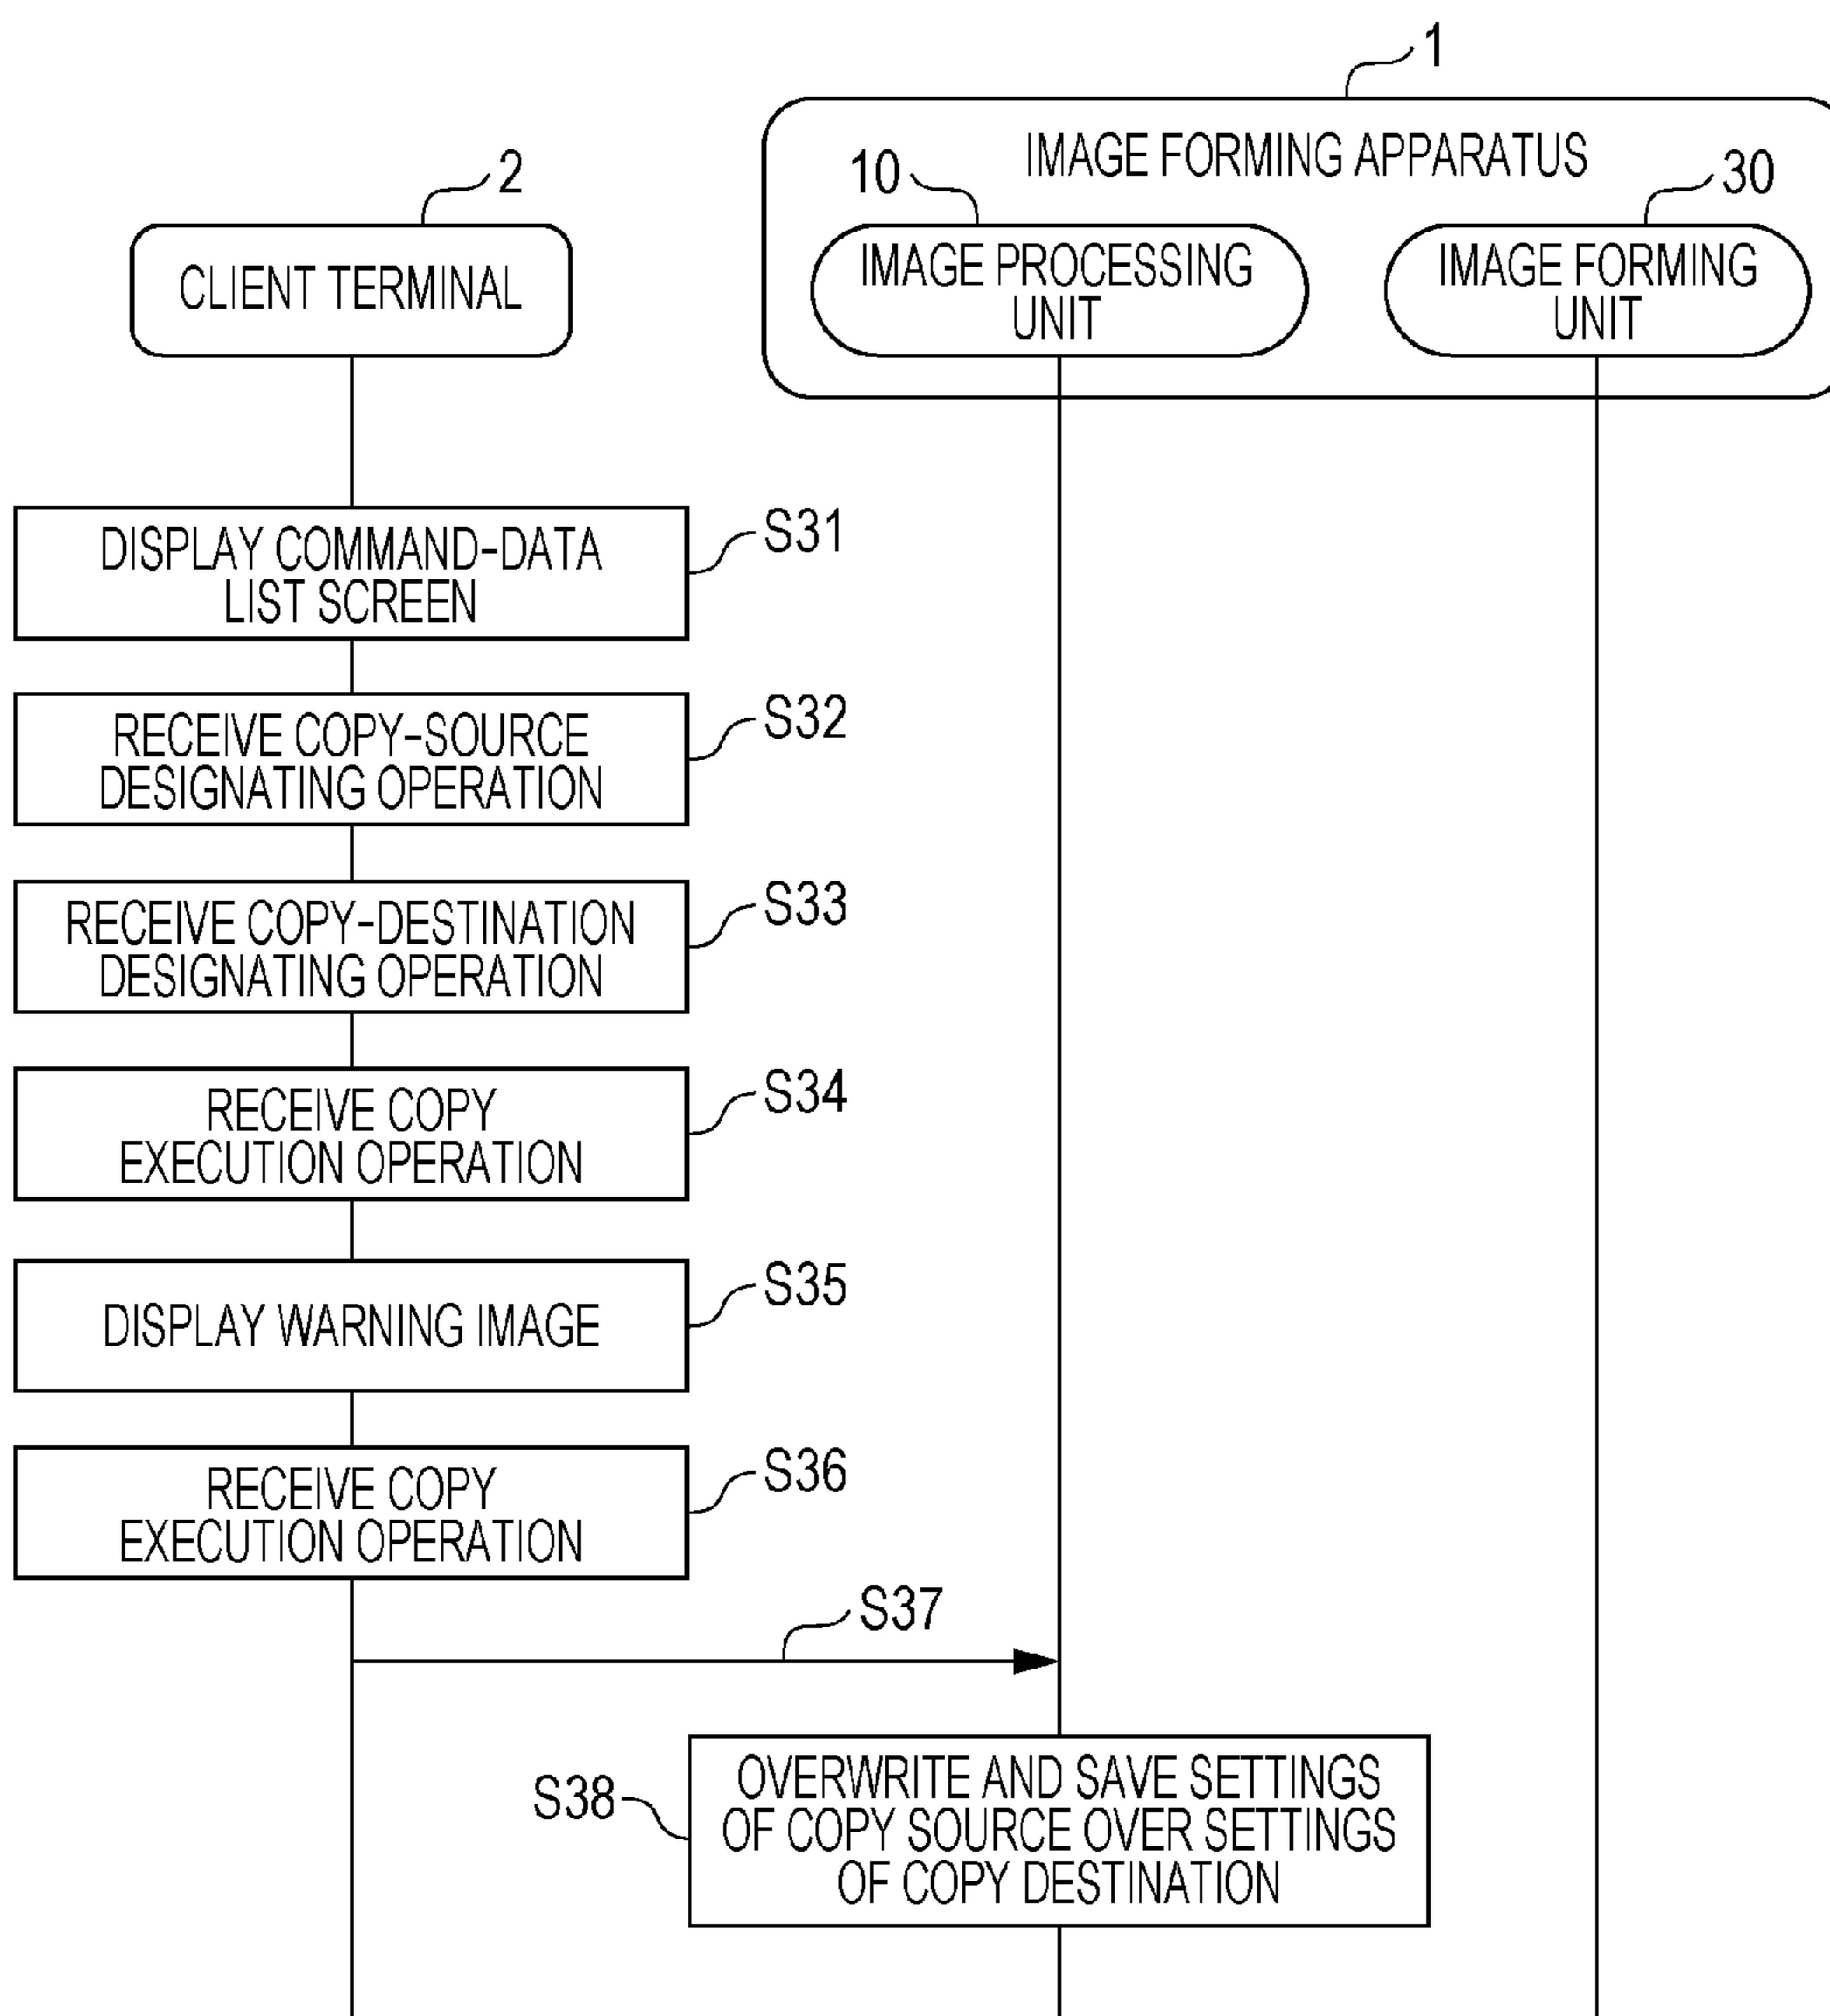 1
IMAGE FORMING APPARATUS
2
10
30
CLIENT TERMINAL
IMAGE PROCESSING
UNIT
IMAGE FORMING
UNIT
DISPLAY COMMAND-DATA
LIST SCREEN
S31
RECEIVE COPY-SOURCE
DESIGNATING OPERATION
S32
RECEIVE COPY-DESTINATION
DESIGNATING OPERATION
S33
RECEIVE COPY
EXECUTION OPERATION
S34
DISPLAY WARNING IMAGE
S35
RECEIVE COPY
EXECUTION OPERATION
S36
S37
S38
OVERWRITE AND SAVE SETTINGS
OF COPY SOURCE OVER SETTINGS
OF COPY DESTINATION